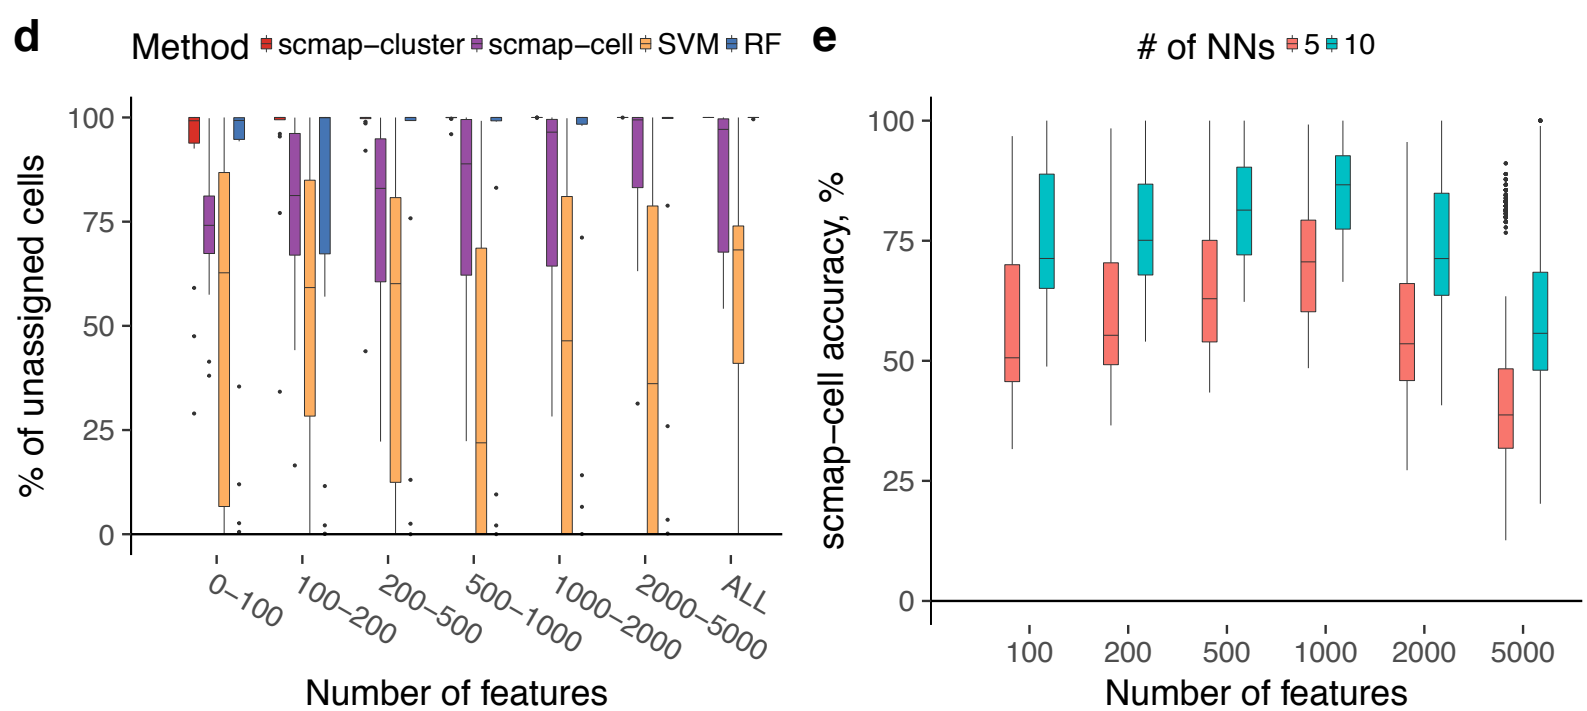 d
Method scmap−cluster scmap−cell SVM RF
% of unassigned cells
100
75
50
25
0
0−100
100−200
200−500
500−1000
1000−2000
2000−5000
ALL
Number of features
e
# of NNs 5 10
scmap−cell accuracy, %
100
75
50
25
0
100
200
500
1000
2000
5000
Number of features